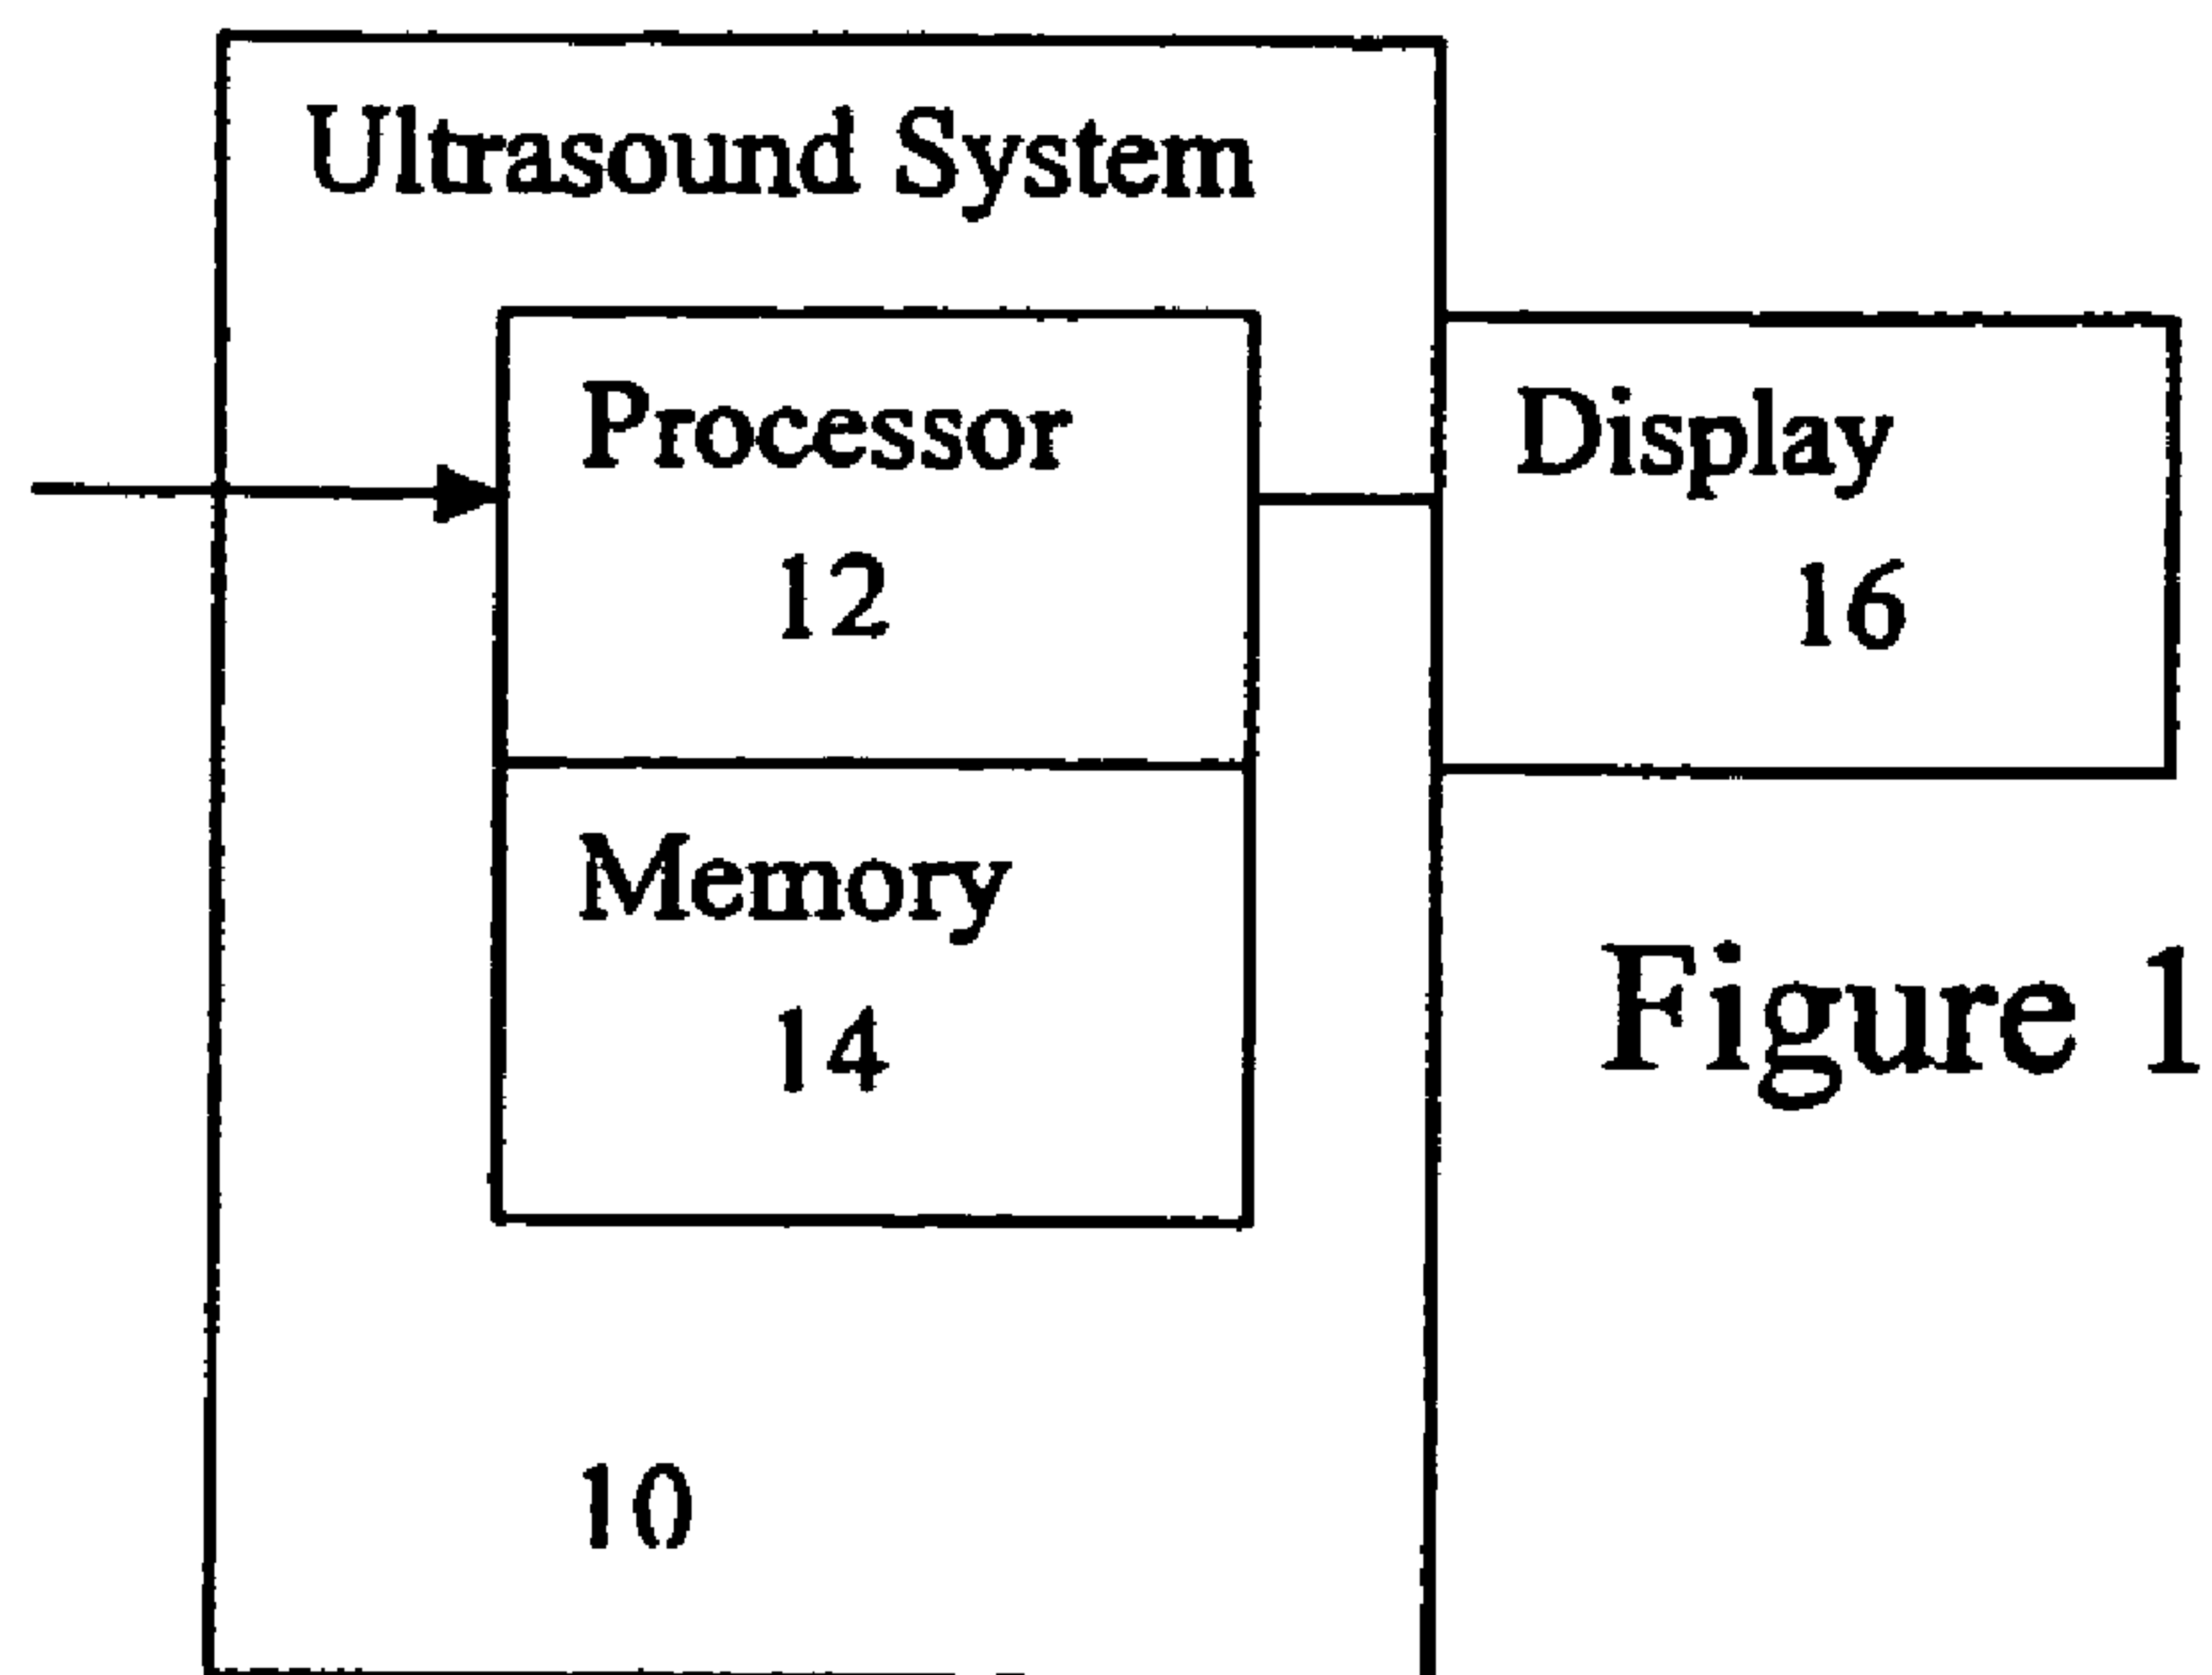 Ultrasound System
Processor
12
Display
16
Memory
14
Figure 1
10